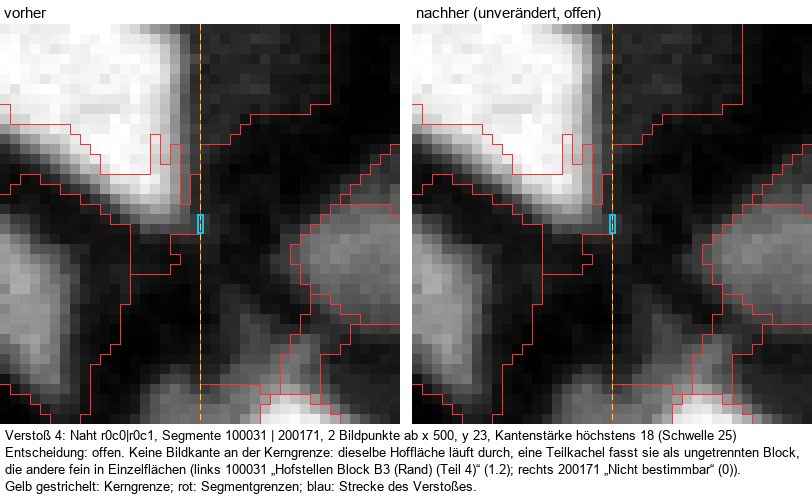 vorher
nachher (unverändert, offen)
Verstoß 4: Naht r0c0|r0c1, Segmente 100031 | 200171, 2 Bildpunkte ab x 500, y 23, Kantenstärke höchstens 18 (Schwelle 25)
Entscheidung: offen. Keine Bildkante an der Kerngrenze: dieselbe Hoffläche läuft durch, eine Teilkachel fasst sie als ungetrennten Block,
die andere fein in Einzelflächen (links 100031 „Hofstellen Block B3 (Rand) (Teil 4)“ (1.2); rechts 200171 „Nicht bestimmbar“ (0)).
Gelb gestrichelt: Kerngrenze; rot: Segmentgrenzen; blau: Strecke des Verstoßes.